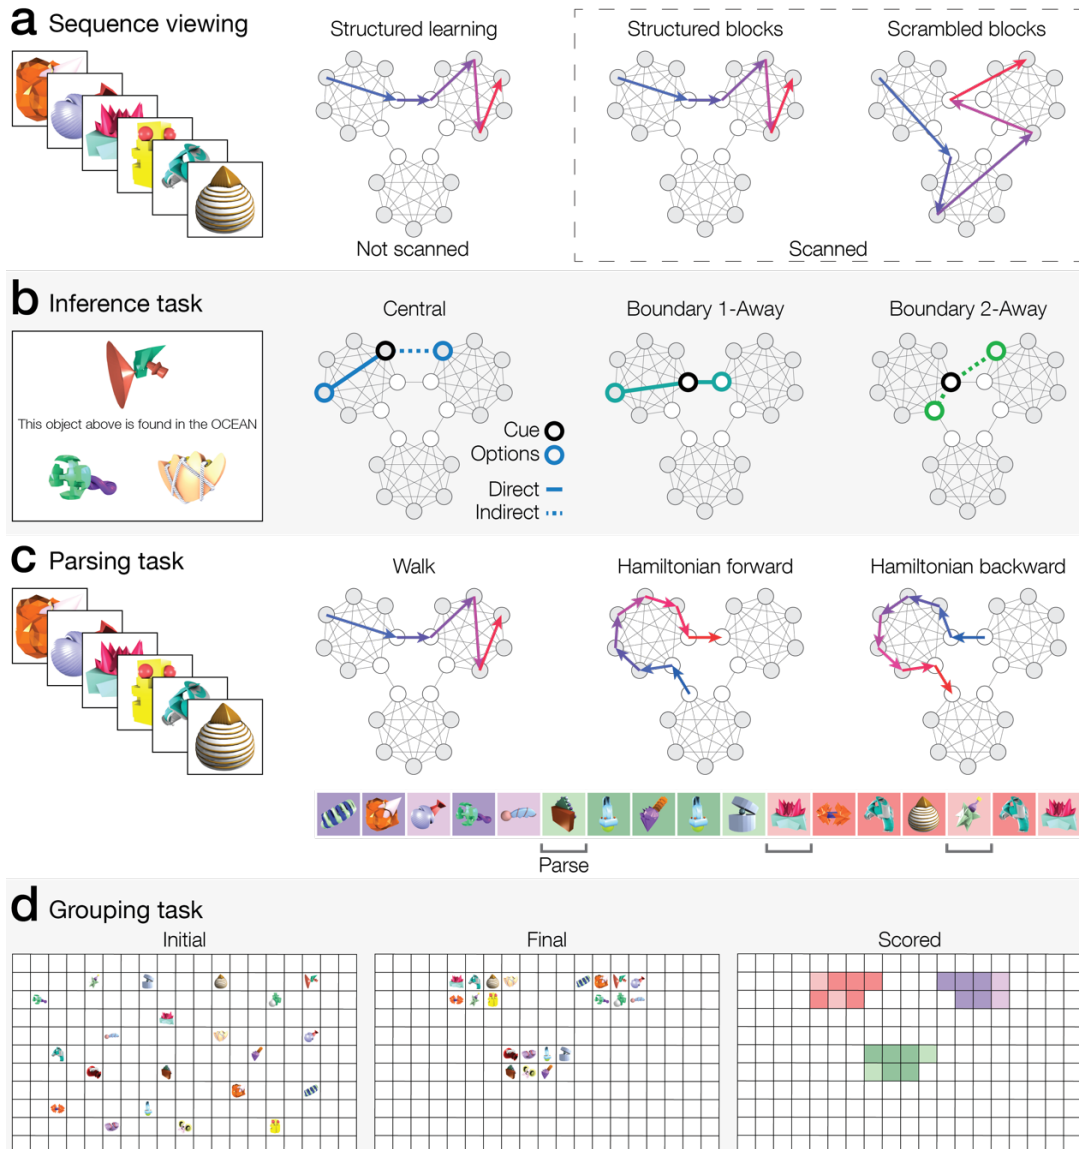 a Sequence viewing
Structured learning
Structured blocks
Scrambled blocks
Not scanned
Scanned
b Inference task
Central
Boundary 1-Away
Boundary 2-Away
This object above is found in the OCEAN
Cue
Options
Direct
Indirect
c Parsing task
Walk
Hamiltonian forward
Hamiltonian backward
Parse
d Grouping task
Initial
Final
Scored